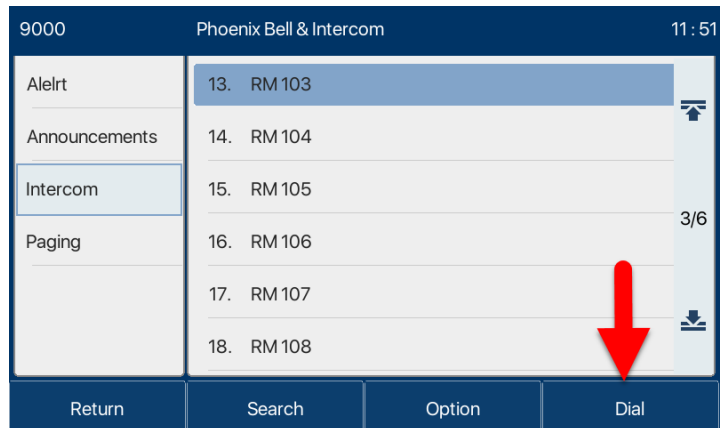 9000 Phoenix Bell & Intercom 11:51
Alelrt
Announcements
Intercom
Paging
13. RM 103
14. RM 104
15. RM 105
16. RM 106
17. RM 107
18. RM 108
3/6
Return Search Option Dial